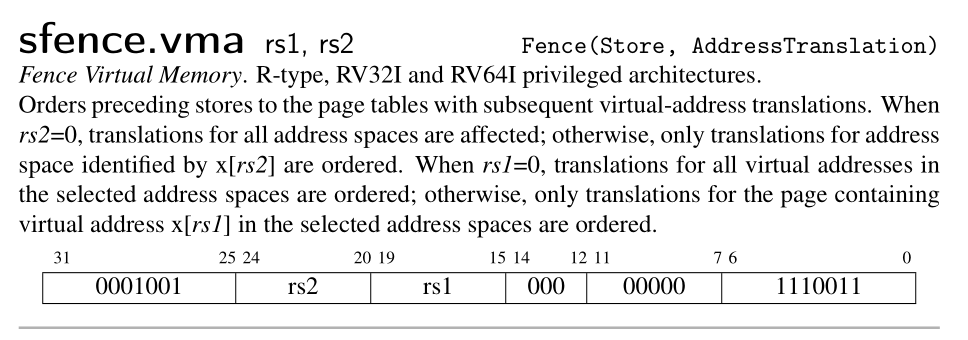 sfence.vma rs1, rs2 Fence(Store, AddressTranslation)
Fence Virtual Memory. R-type, RV32I and RV64I privileged architectures.
Orders preceding stores to the page tables with subsequent virtual-address translations. When
rs2=0, translations for all address spaces are affected; otherwise, only translations for address
space identified by x[rs2] are ordered. When rs1=0, translations for all virtual addresses in
the selected address spaces are ordered; otherwise, only translations for the page containing
virtual address x[rs1] in the selected address spaces are ordered.
31 25 24 20 19 15 14 12 11 7 6 0
0001001 rs2 rs1 000 00000 1110011